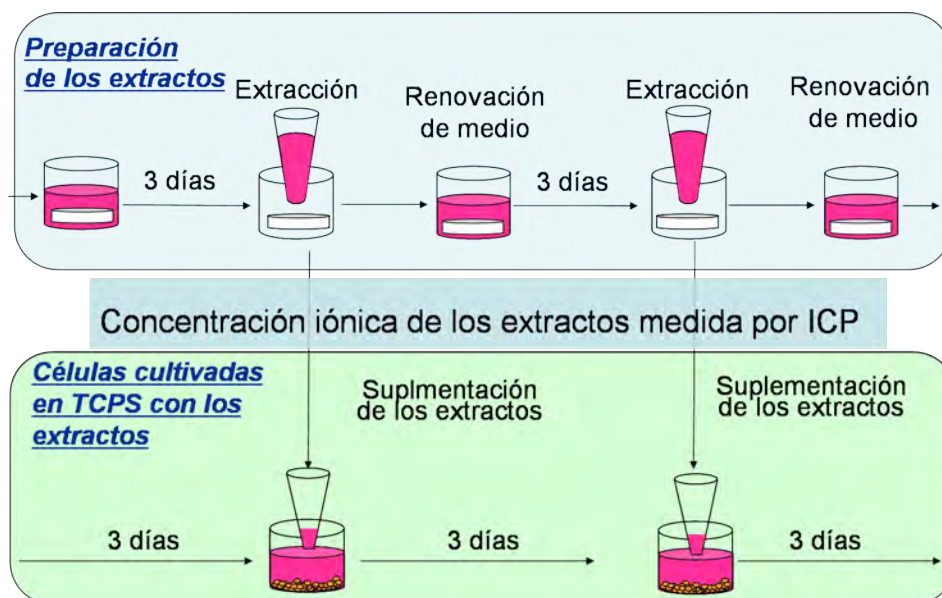 Preparación
de los extractos
Extracción
Renovación
de medio
Extracción
Renovación
de medio
3 días
3 días
Concentración iónica de los extractos medida por ICP
Células cultivadas
en TCPS con los
extractos
Suplmentación
de los extractos
Suplementación
de los extractos
3 días
3 días
3 días